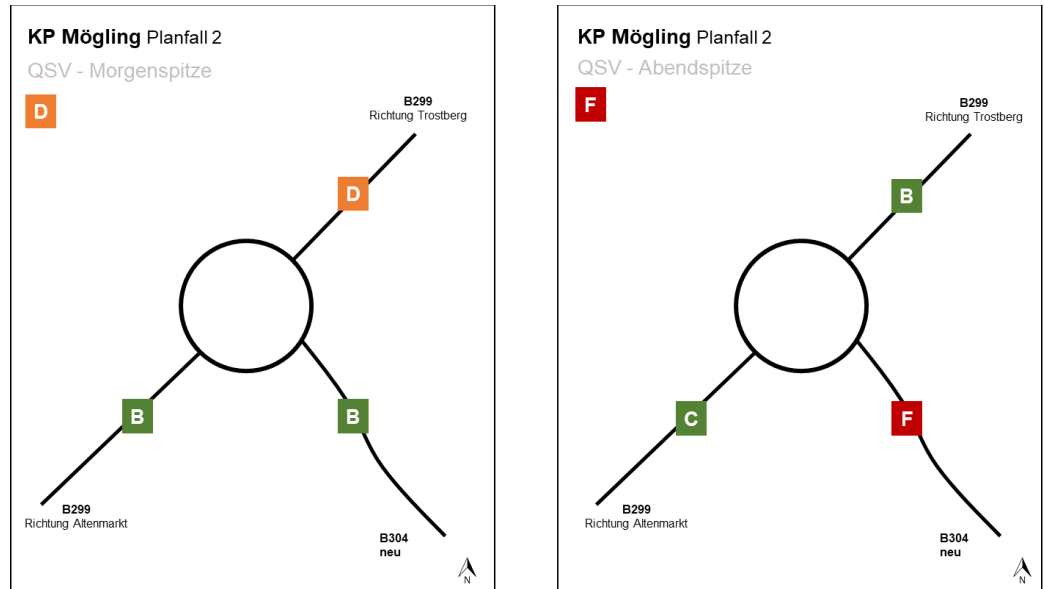 KP Mögling Planfall 2
QSV - Morgenspitze
D
B299
Richtung Trostberg
D
B
B
B299
Richtung Altenmarkt
B304
neu
N
KP Mögling Planfall 2
QSV - Abendspitze
F
B299
Richtung Trostberg
B
C
F
B299
Richtung Altenmarkt
B304
neu
N